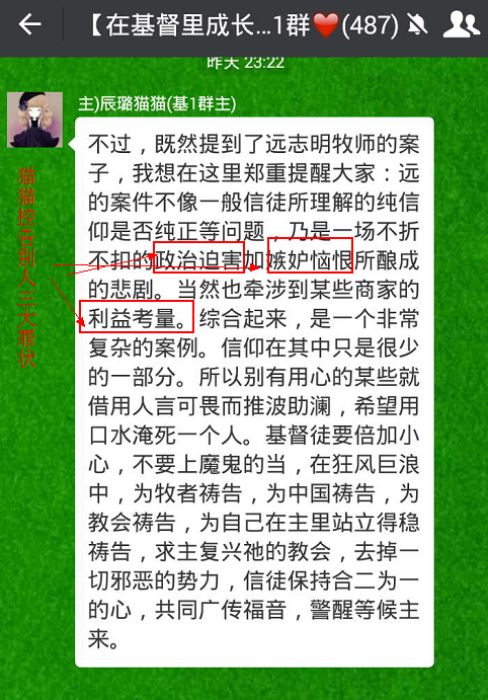 【在基督里成长...1群❤(487)
昨天 23:22
主)辰璐猫猫(基1群主)
不过，既然提到了远志明牧师的案
子，我想在这里郑重提醒大家：远
的案件不像一般信徒所理解的纯信
仰是否纯正等问题，乃是一场不折
不扣的政治迫害加嫉妒恼恨所酿成
的悲剧。当然也牵涉到某些商家的
利益考量。综合起来，是一个非常
复杂的案例。信仰在其中只是很少
的一部分。所以别有用心的某些就
借用人言可畏而推波助澜，希望用
口水淹死一个人。基督徒要倍加小
心，不要上魔鬼的当，在狂风巨浪
中，为牧者祷告，为中国祷告，为
教会祷告，为自己在主里站立得稳
祷告，求主复兴祂的教会，去掉一
切邪恶的势力，信徒保持合二为一
的心，共同广传福音，警醒等候主
来。
猫猫控告别人三大罪状